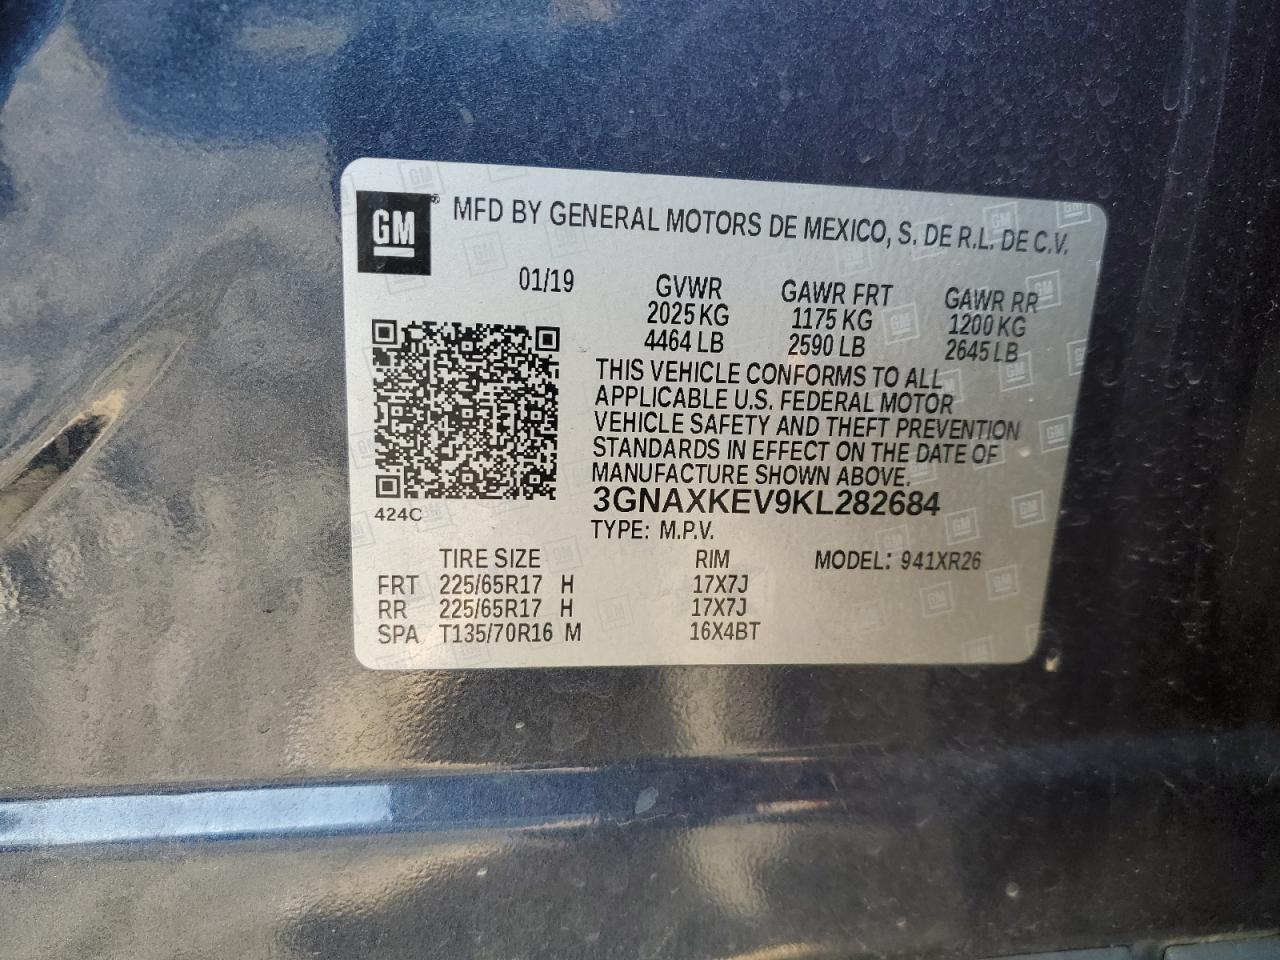 GM® MFD BY GENERAL MOTORS DE MEXICO, S. DE R.L. DE C.V.
01/19 GVWR GAWR FRT GAWR RR
2025 KG 1175 KG 1200 KG
4464 LB 2590 LB 2645 LB
THIS VEHICLE CONFORMS TO ALL
APPLICABLE U.S. FEDERAL MOTOR
VEHICLE SAFETY AND THEFT PREVENTION
STANDARDS IN EFFECT ON THE DATE OF
MANUFACTURE SHOWN ABOVE.
3GNAXKEV9KL282684
424C
TYPE: M.P.V.
TIRE SIZE RIM MODEL: 941XR26
FRT 225/65R17 H 17X7J
RR 225/65R17 H 17X7J
SPA T135/70R16 M 16X4BT